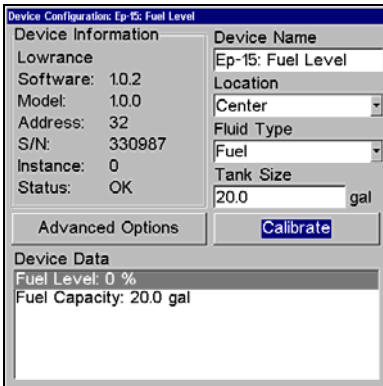 Device Configuration: Ep-15: Fuel Level
Device Information
Lowrance
Software: 1.0.2
Model: 1.0.0
Address: 32
S/N: 330987
Instance: 0
Status: OK
Device Name
Ep-15: Fuel Level
Location
Center
Fluid Type
Fuel
Tank Size
20.0 gal
Advanced Options
Calibrate
Device Data
Fuel Level: 0 %
Fuel Capacity: 20.0 gal